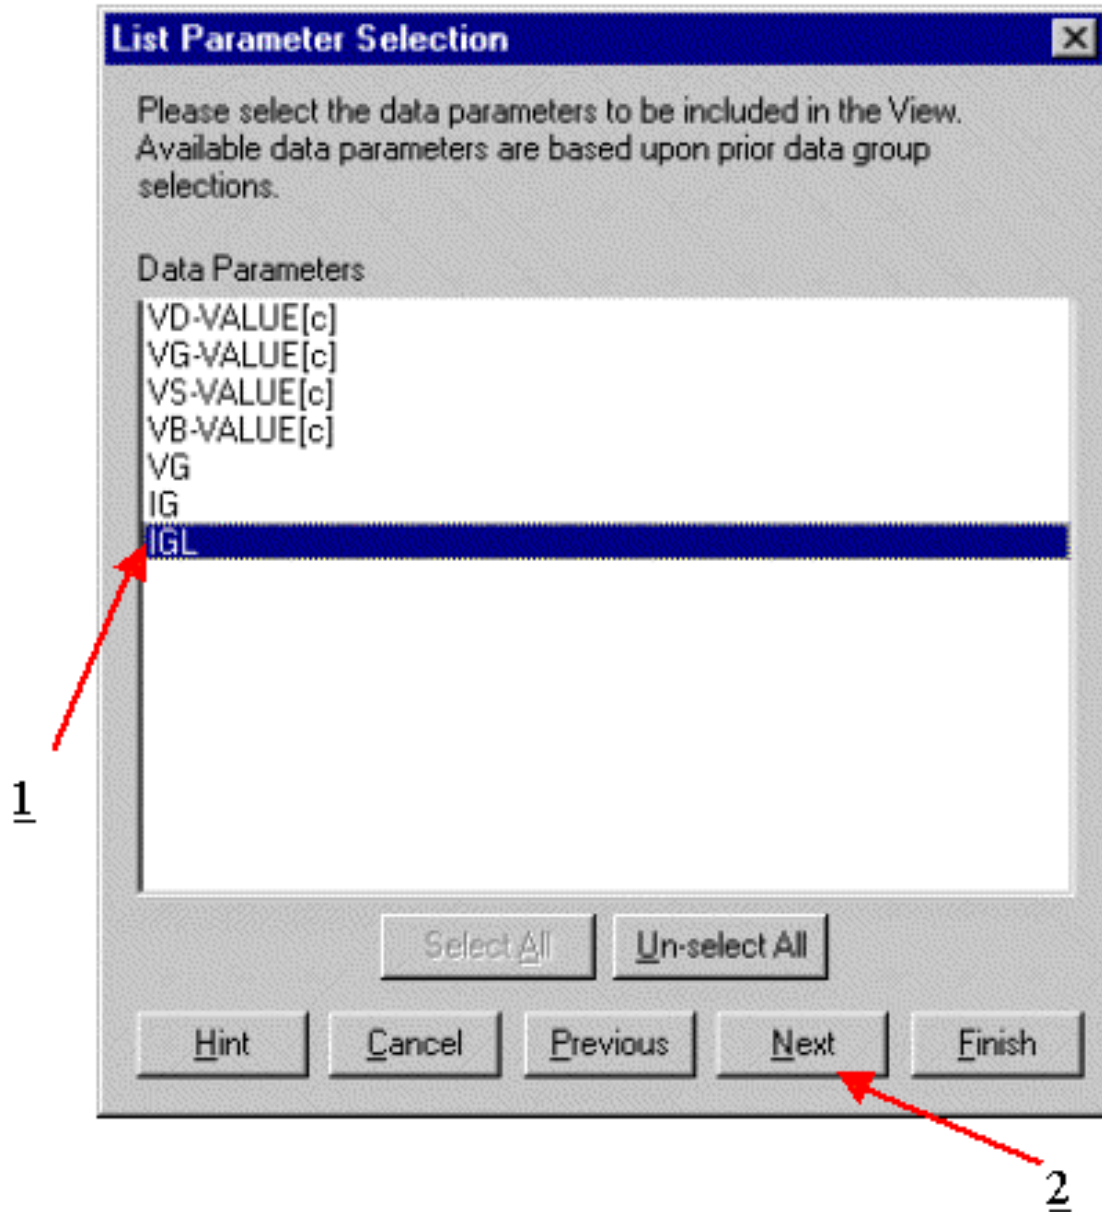 List Parameter Selection
Please select the data parameters to be included in the View.
Available data parameters are based upon prior data group
selections.
Data Parameters
VD-VALUE[c]
VG-VALUE[c]
VS-VALUE[c]
VB-VALUE[c]
VG
IG
IGL
1
Select All Un-select All
Hint Cancel Previous Next Finish
2